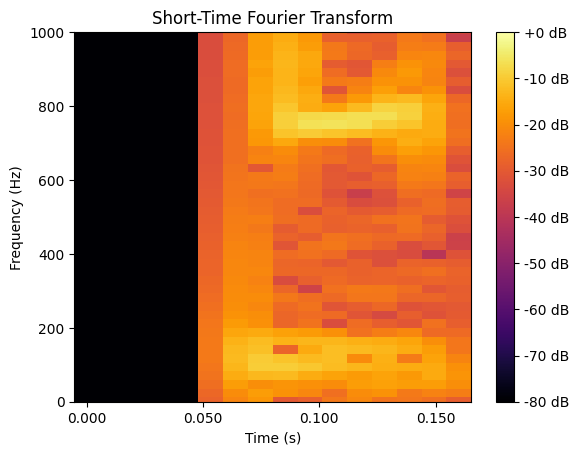 Short-Time Fourier Transform
1000
800
600
400
200
0
Frequency (Hz)
0.000
0.050
0.100
0.150
Time (s)
+0 dB
-10 dB
-20 dB
-30 dB
-40 dB
-50 dB
-60 dB
-70 dB
-80 dB